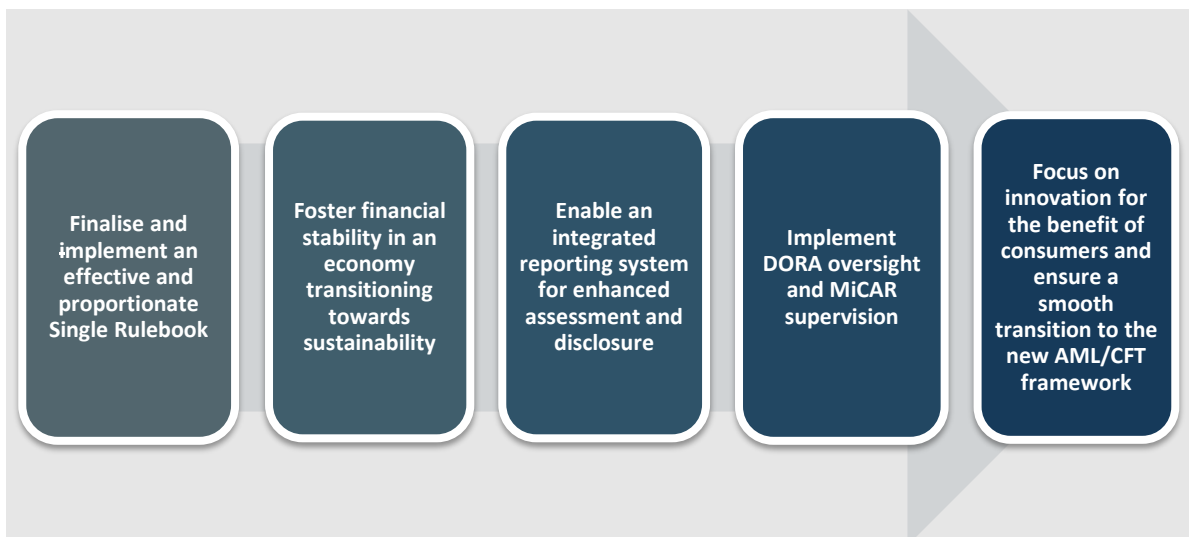 Finalise and
implement an
effective and
proportionate
Single Rulebook
Foster financial
stability in an
economy
transitioning
towards
sustainability
Enable an
integrated
reporting system
for enhanced
assessment and
disclosure
Implement
DORA oversight
and MiCAR
supervision
Focus on
innovation for
the benefit of
consumers and
ensure a
smooth
transition to the
new AML/CFT
framework